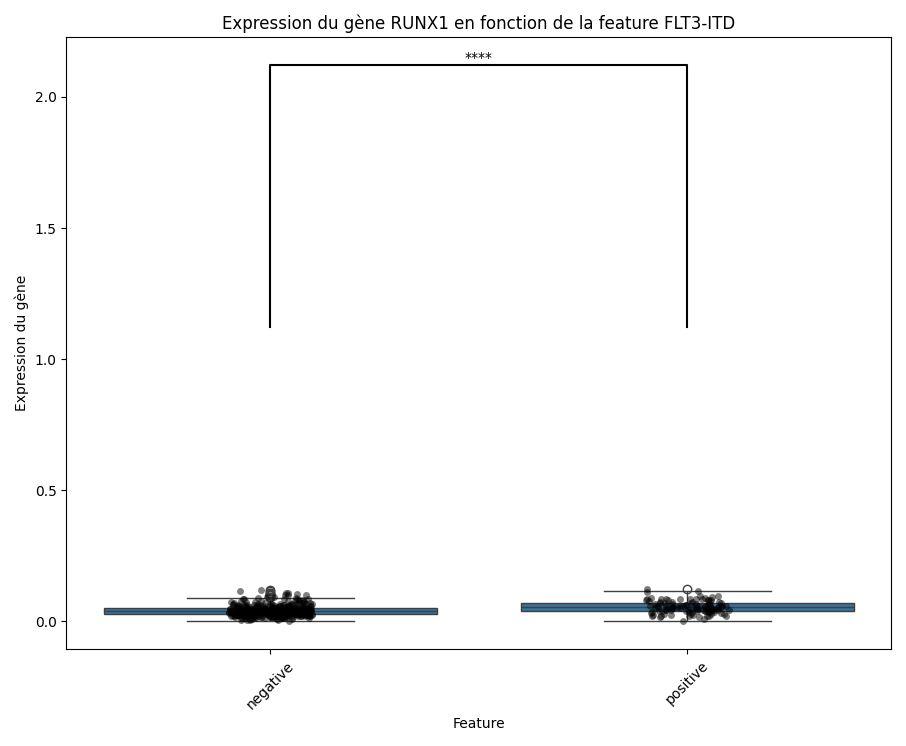 Expression du gène RUNX1 en fonction de la feature FLT3-ITD
****
2.0
1.5
1.0
0.5
0.0
Expression du gène
negative
positive
Feature